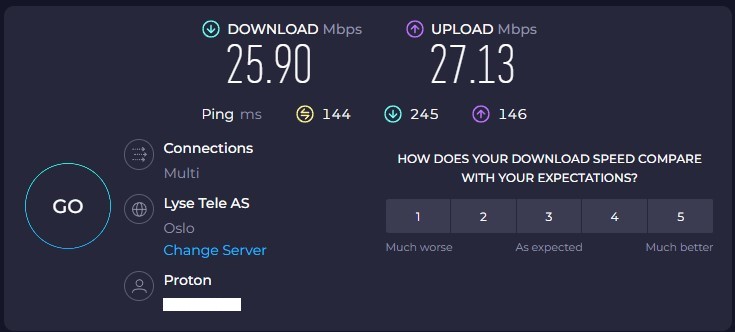 DOWNLOAD Mbps
UPLOAD Mbps
25.90
27.13
Ping ms 144 245 146
Connections
Multi
Lyse Tele AS
Oslo
Change Server
Proton
GO
HOW DOES YOUR DOWNLOAD SPEED COMPARE
WITH YOUR EXPECTATIONS?
1 2 3 4 5
Much worse As expected Much better